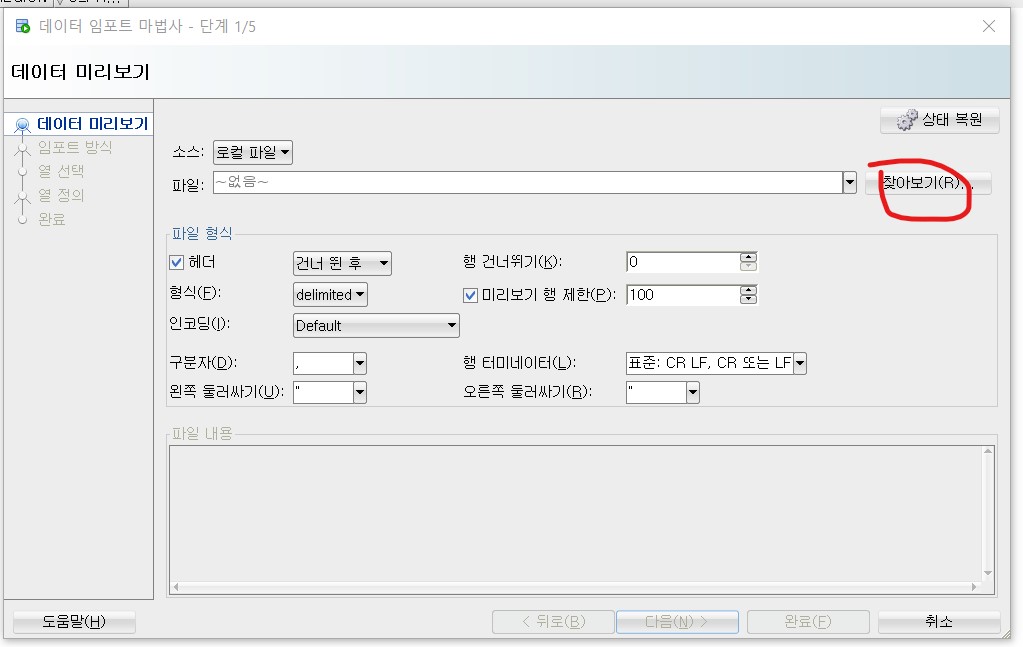 데이터 임포트 마법사 - 단계 1/5
데이터 미리보기
데이터 미리보기
임포트 방식
열 선택
열 정의
완료
상태 복원
소스: 로컬 파일
파일: ~없음~ 찾아보기(R)...
파일 형식
헤더 건너 뛴 후 행 건너뛰기(K): 0
형식(F): delimited 미리보기 행 제한(P): 100
인코딩(I): Default
구분자(D): , 행 터미네이터(L): 표준: CR LF, CR 또는 LF
왼쪽 둘러싸기(U): " 오른쪽 둘러싸기(R): "
파일 내용
도움말(H) < 뒤로(B) 다음(N) > 완료(F) 취소